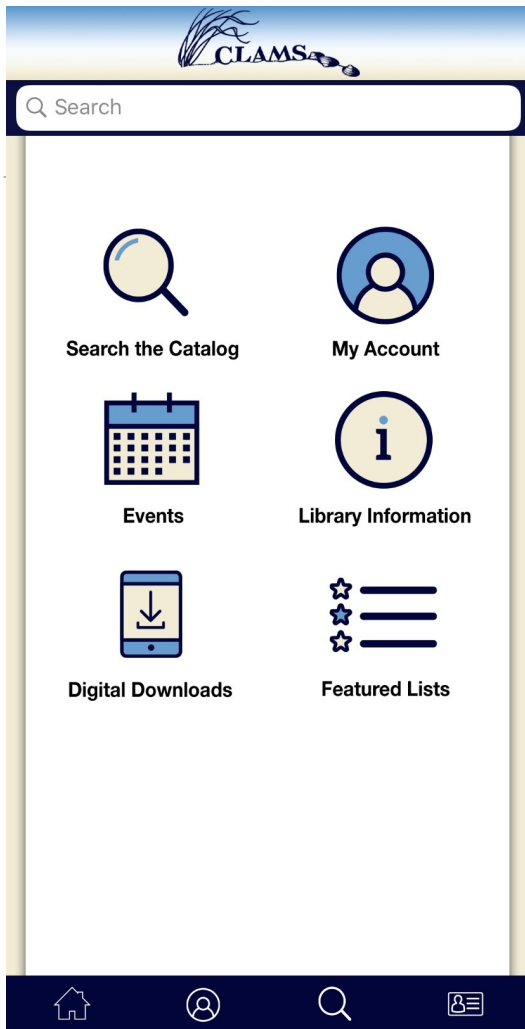 CLAMS
Search
Search the Catalog
My Account
Events
Library Information
Digital Downloads
Featured Lists